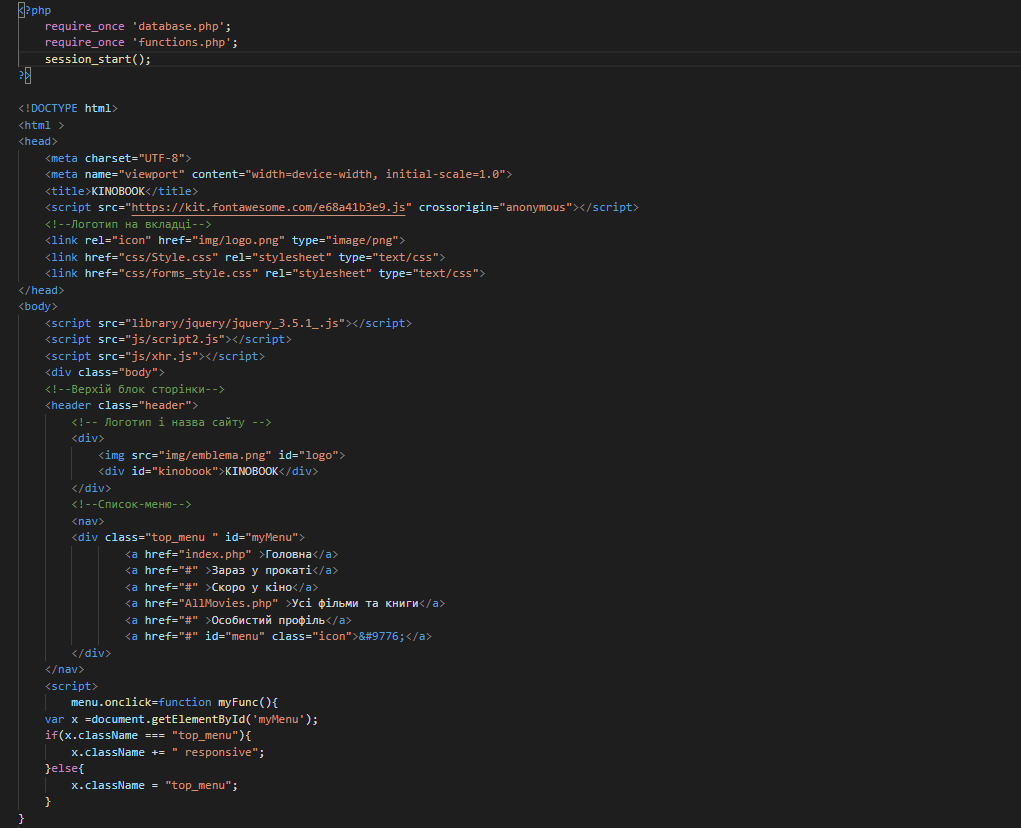 <?php
    require_once 'database.php';
    require_once 'functions.php';
    session_start();
?>

<!DOCTYPE html>
<html >
<head>
    <meta charset="UTF-8">
    <meta name="viewport" content="width=device-width, initial-scale=1.0">
    <title>KINOBOOK</title>
    <script src="https://kit.fontawesome.com/e68a41b3e9.js" crossorigin="anonymous"></script>
    <!--Логотип на вкладці-->
    <link rel="icon" href="img/logo.png" type="image/png">
    <link href="css/Style.css" rel="stylesheet" type="text/css">
    <link href="css/forms_style.css" rel="stylesheet" type="text/css">
</head>
<body>
    <script src="library/jquery/jquery_3.5.1_.js"></script>
    <script src="js/script2.js"></script>
    <script src="js/xhr.js"></script>
    <div class="body">
    <!--Верхій блок сторінки-->
    <header class="header">
        <!-- Логотип і назва сайту -->
        <div>
            <img src="img/emblema.png" id="logo">
            <div id="kinobook">KINOBOOK</div>
        </div>
        <!--Список-меню-->
        <nav>
        <div class="top_menu " id="myMenu">
                <a href="index.php" >Головна</a>
                <a href="#" >Зараз у прокаті</a>
                <a href="#" >Скоро у кіно</a>
                <a href="AllMovies.php" >Усі фільми та книги</a>
                <a href="#" >Особистий профіль</a>
                <a href="#" id="menu" class="icon">&#9776;</a>
        </div>
    </nav>
    <script>
        menu.onclick=function myFunc(){
    var x =document.getElementById('myMenu');
    if(x.className === "top_menu"){
        x.className += " responsive";
    }else{
        x.className = "top_menu";
    }
}